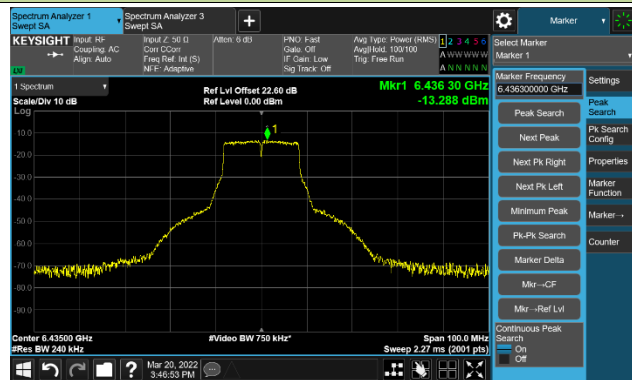 Spectrum Analyzer 1
Swept SA
Spectrum Analyzer 3
Swept SA
+
Marker
KEYSIGHT
Input: RF
Coupling: AC
Align: Auto
Input Z: 50 Ω
Corr CCorr
Freq Ref: Int (S)
NFE: Adaptive
Atten: 6 dB
PNO: Fast
Gate: Off
IF Gain: Low
Sig Track: Off
Avg Type: Power (RMS)
Avg|Hold: 100/100
Trig: Free Run
1 2 3 4 5 6
A W W W W W
A N N N N N
LU
Select Marker
Marker 1
1 Spectrum
Scale/Div 10 dB
Log
Ref Lvl Offset 22.60 dB
Ref Level 0.00 dBm
Mkr1 6.436 30 GHz
-13.288 dBm
1
-10.0
-20.0
-30.0
-40.0
-50.0
-60.0
-70.0
-80.0
-90.0
Center 6.43500 GHz
#Res BW 240 kHz
#Video BW 750 kHz*
Span 100.0 MHz
Sweep 2.27 ms (2001 pts)
Marker Frequency
6.436300000 GHz
Peak Search
Next Peak
Next Pk Right
Next Pk Left
Minimum Peak
Pk-Pk Search
Marker Delta
Mkr→CF
Mkr→Ref Lvl
Continuous Peak
Search
On
Off
Settings
Peak
Search
Pk Search
Config
Properties
Marker
Function
Marker→
Counter
?
Mar 20, 2022
3:46:53 PM